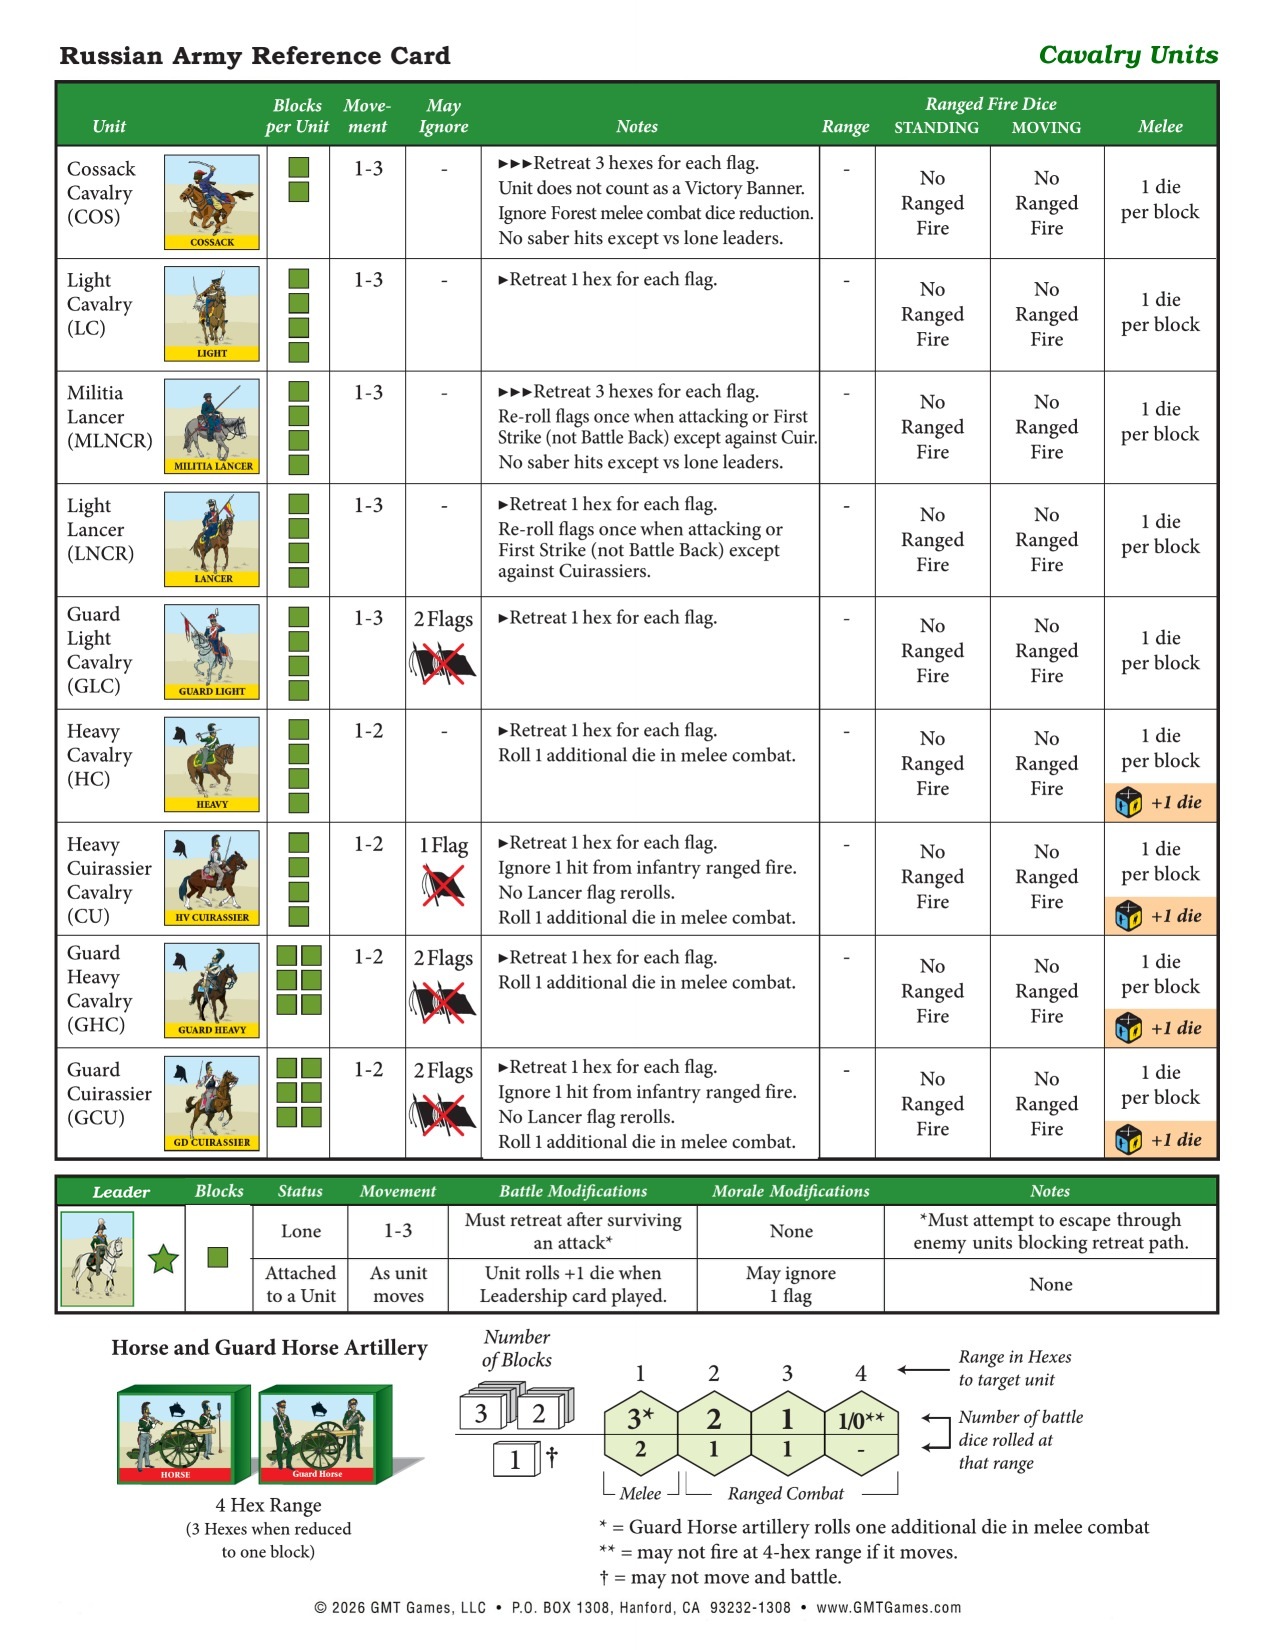 Russian Army Reference Card
Cavalry Units
Unit
Blocks
per Unit
Move-
ment
May
Ignore
Notes
Range
Ranged Fire Dice
STANDING
MOVING
Melee
Cossack
Cavalry
(COS)
COSSACK
1-3
-
▸▸▸Retreat 3 hexes for each flag.
Unit does not count as a Victory Banner.
Ignore Forest melee combat dice reduction.
No saber hits except vs lone leaders.
-
No
Ranged
Fire
No
Ranged
Fire
1 die
per block
Light
Cavalry
(LC)
LIGHT
1-3
-
▸Retreat 1 hex for each flag.
-
No
Ranged
Fire
No
Ranged
Fire
1 die
per block
Militia
Lancer
(MLNCR)
MILITIA LANCER
1-3
-
▸▸▸Retreat 3 hexes for each flag.
Re-roll flags once when attacking or First
Strike (not Battle Back) except against Cuir.
No saber hits except vs lone leaders.
-
No
Ranged
Fire
No
Ranged
Fire
1 die
per block
Light
Lancer
(LNCR)
LANCER
1-3
-
▸Retreat 1 hex for each flag.
Re-roll flags once when attacking or
First Strike (not Battle Back) except
against Cuirassiers.
-
No
Ranged
Fire
No
Ranged
Fire
1 die
per block
Guard
Light
Cavalry
(GLC)
GUARD LIGHT
1-3
2 Flags
▸Retreat 1 hex for each flag.
-
No
Ranged
Fire
No
Ranged
Fire
1 die
per block
Heavy
Cavalry
(HC)
HEAVY
1-2
-
▸Retreat 1 hex for each flag.
Roll 1 additional die in melee combat.
-
No
Ranged
Fire
No
Ranged
Fire
1 die
per block
+1 die
Heavy
Cuirassier
Cavalry
(CU)
HV CUIRASSIER
1-2
1 Flag
▸Retreat 1 hex for each flag.
Ignore 1 hit from infantry ranged fire.
No Lancer flag rerolls.
Roll 1 additional die in melee combat.
-
No
Ranged
Fire
No
Ranged
Fire
1 die
per block
+1 die
Guard
Heavy
Cavalry
(GHC)
GUARD HEAVY
1-2
2 Flags
▸Retreat 1 hex for each flag.
Roll 1 additional die in melee combat.
-
No
Ranged
Fire
No
Ranged
Fire
1 die
per block
+1 die
Guard
Cuirassier
(GCU)
GD CUIRASSIER
1-2
2 Flags
▸Retreat 1 hex for each flag.
Ignore 1 hit from infantry ranged fire.
No Lancer flag rerolls.
Roll 1 additional die in melee combat.
-
No
Ranged
Fire
No
Ranged
Fire
1 die
per block
+1 die
Leader
Blocks
Status
Movement
Battle Modifications
Morale Modifications
Notes
Lone
1-3
Must retreat after surviving
an attack*
None
*Must attempt to escape through
enemy units blocking retreat path.
Attached
to a Unit
As unit
moves
Unit rolls +1 die when
Leadership card played.
May ignore
1 flag
None
Horse and Guard Horse Artillery
HORSE
Guard Horse
4 Hex Range
(3 Hexes when reduced
to one block)
Number
of Blocks
3 2
1 †
1 2 3 4
3* 2 1 1/0**
2 1 1 -
Melee
Ranged Combat
Range in Hexes
to target unit
Number of battle
dice rolled at
that range
* = Guard Horse artillery rolls one additional die in melee combat
** = may not fire at 4-hex range if it moves.
† = may not move and battle.
© 2026 GMT Games, LLC • P.O. BOX 1308, Hanford, CA 93232-1308 • www.GMTGames.com